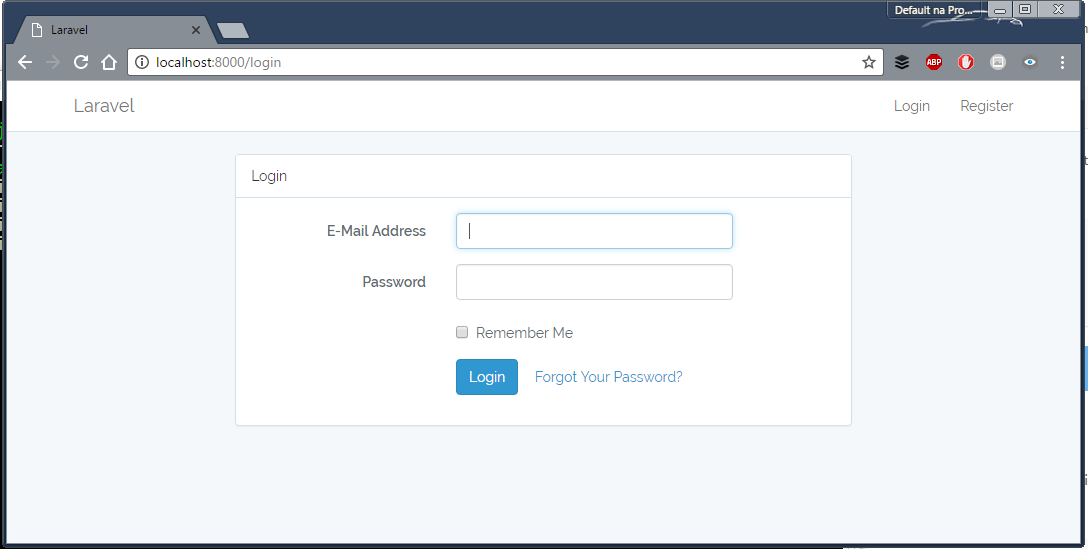 Default na Pro...
Laravel
localhost:8000/login
ABP
Laravel
Login
Register
Login
E-Mail Address
Password
Remember Me
Login
Forgot Your Password?